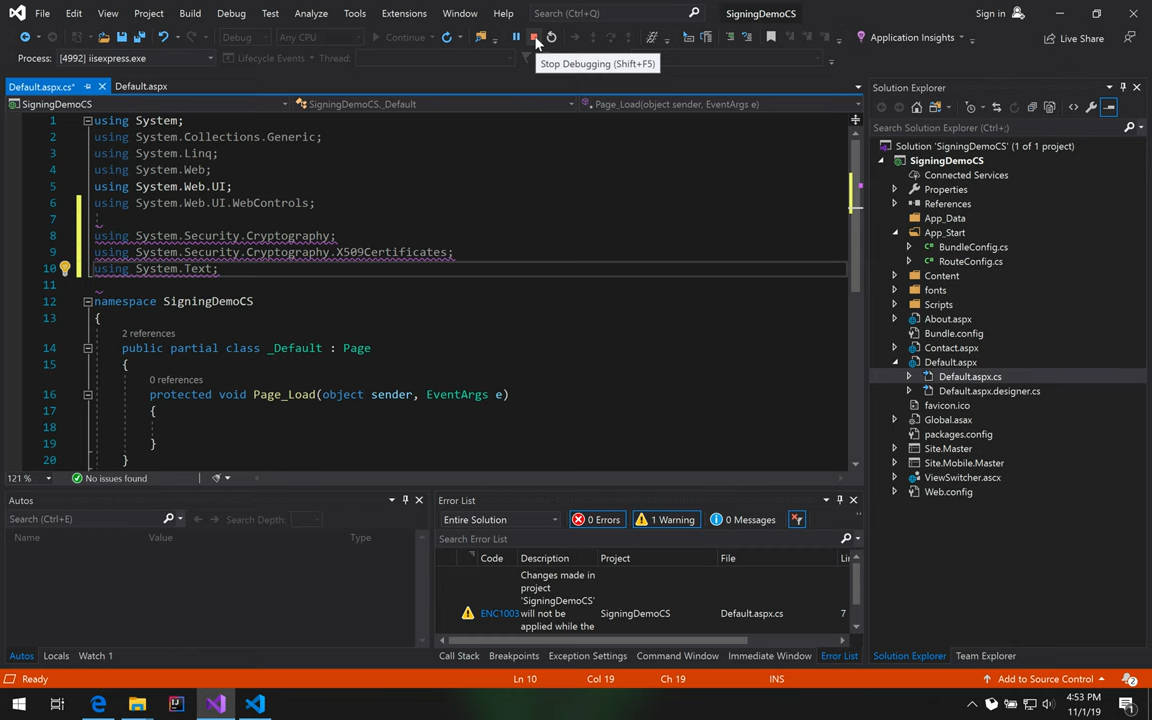 File Edit View Project Build Debug Test Analyze Tools Extensions Window Help Search (Ctrl+Q) SigningDemoCS Sign in
Debug Any CPU Continue Application Insights Live Share
Process: [4992] iisexpress.exe Lifecycle Events Thread:
Stop Debugging (Shift+F5)
Default.aspx.cs* Default.aspx
SigningDemoCS SigningDemoCS._Default Page_Load(object sender, EventArgs e)
1 using System;
2 using System.Collections.Generic;
3 using System.Linq;
4 using System.Web;
5 using System.Web.UI;
6 using System.Web.UI.WebControls;
7
8 using System.Security.Cryptography;
9 using System.Security.Cryptography.X509Certificates;
10 using System.Text;
11
12 namespace SigningDemoCS
13 {
2 references
14 public partial class _Default : Page
15 {
0 references
16 protected void Page_Load(object sender, EventArgs e)
17 {
18
19 }
20 }
121 % No issues found
Autos
Search (Ctrl+E) Search Depth:
Name Value Type
Autos Locals Watch 1
Error List
Entire Solution 0 Errors 1 Warning 0 Messages
Search Error List
Code Description Project File Li
ENC1003 Changes made in
project
'SigningDemoCS'
will not be
applied while the
SigningDemoCS Default.aspx.cs 7
Call Stack Breakpoints Exception Settings Command Window Immediate Window Error List
Solution Explorer
Search Solution Explorer (Ctrl+;)
Solution 'SigningDemoCS' (1 of 1 project)
SigningDemoCS
Connected Services
Properties
References
App_Data
App_Start
BundleConfig.cs
RouteConfig.cs
Content
fonts
Scripts
About.aspx
Bundle.config
Contact.aspx
Default.aspx
Default.aspx.cs
Default.aspx.designer.cs
favicon.ico
Global.asax
packages.config
Site.Master
Site.Mobile.Master
ViewSwitcher.ascx
Web.config
Solution Explorer Team Explorer
Ready Ln 10 Col 19 Ch 19 INS Add to Source Control 2
4:53 PM
11/1/19
1